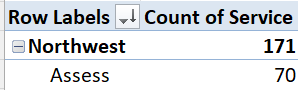 Row Labels Count of Service
Northwest 171
Assess 70